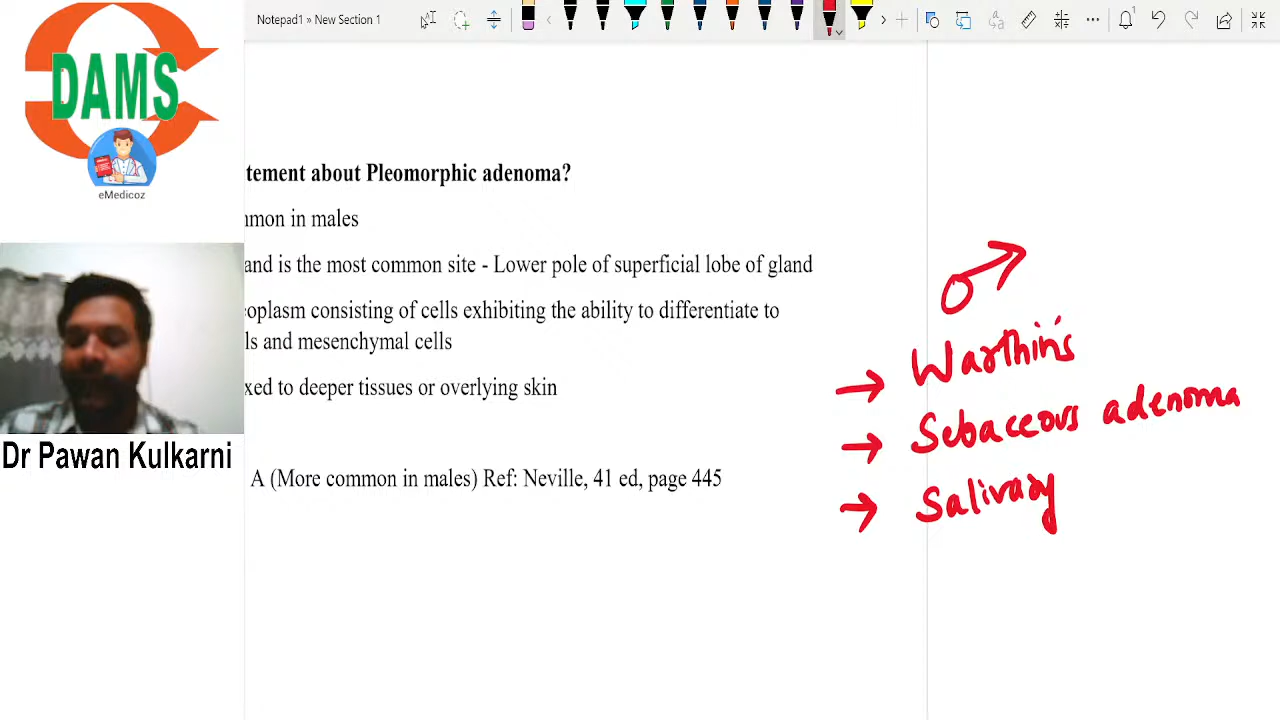 Notepad1 » New Section 1
DAMS
eMedicoz
tement about Pleomorphic adenoma?
nmon in males
and is the most common site - Lower pole of superficial lobe of gland
oplasm consisting of cells exhibiting the ability to differentiate to
ls and mesenchymal cells
xed to deeper tissues or overlying skin
A (More common in males) Ref: Neville, 41 ed, page 445
Dr Pawan Kulkarni
→ Warthin's
→ Sebaceous adenoma
→ Salivary